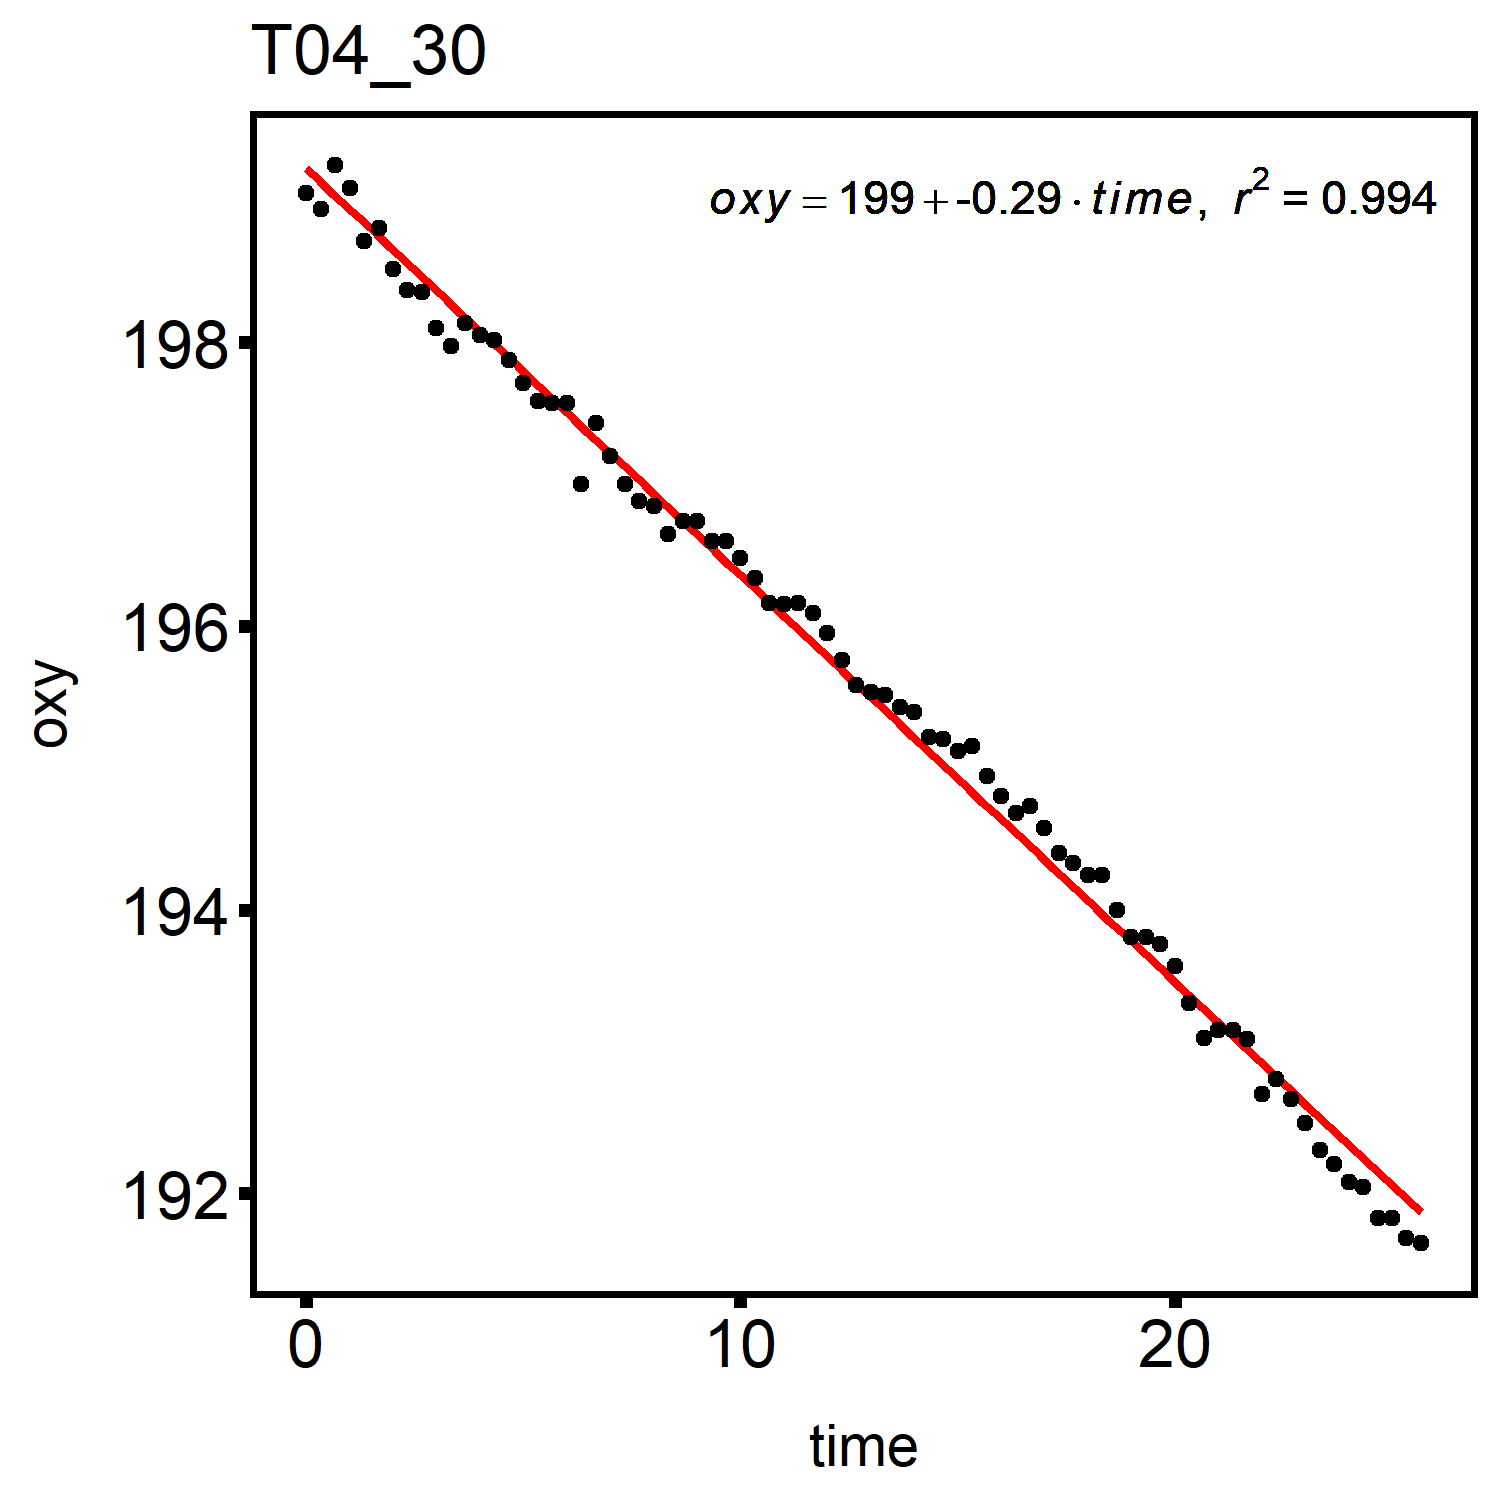 T04_30
oxy = 199 + -0.29 · time, r² = 0.994
198
196
194
192
oxy
0 10 20
time